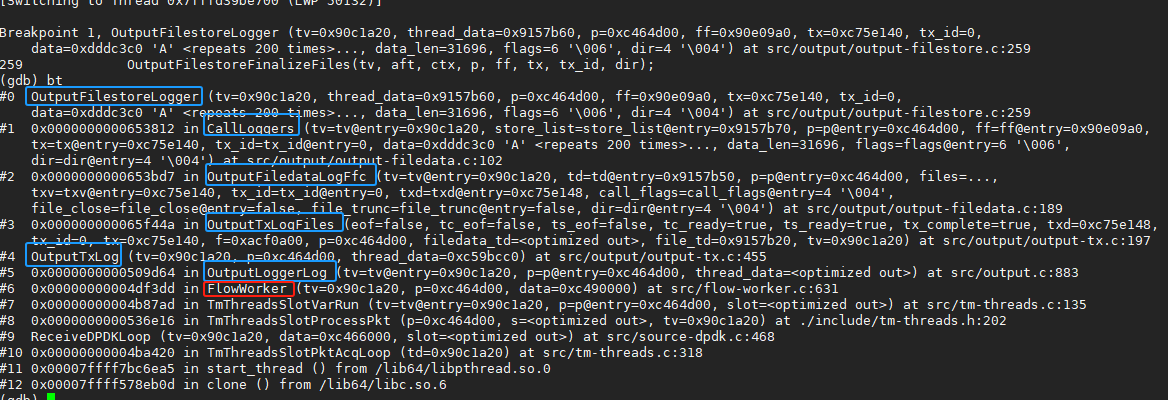 [Switching to Thread 0x7fffd39be700 (LWP 30132)]
Breakpoint 1, OutputFilestoreLogger (tv=0x90c1a20, thread_data=0x9157b60, p=0xc464d00, ff=0x90e09a0, tx=0xc75e140, tx_id=0,
data=0xdddc3c0 'A' <repeats 200 times>..., data_len=31696, flags=6 '\006', dir=4 '\004') at src/output/output-filestore.c:259
259 OutputFilestoreFinalizeFiles(tv, aft, ctx, p, ff, tx, tx_id, dir);
(gdb) bt
#0 OutputFilestoreLogger (tv=0x90c1a20, thread_data=0x9157b60, p=0xc464d00, ff=0x90e09a0, tx=0xc75e140, tx_id=0,
data=0xdddc3c0 'A' <repeats 200 times>..., data_len=31696, flags=6 '\006', dir=4 '\004') at src/output/output-filestore.c:259
#1 0x0000000000653812 in CallLoggers (tv=tv@entry=0x90c1a20, store_list=store_list@entry=0x9157b70, p=p@entry=0xc464d00, ff=ff@entry=0x90e09a0,
tx=tx@entry=0xc75e140, tx_id=tx_id@entry=0, data=0xdddc3c0 'A' <repeats 200 times>..., data_len=31696, flags=flags@entry=6 '\006',
dir=dir@entry=4 '\004') at src/output/output-filedata.c:102
#2 0x0000000000653bd7 in OutputFiledataLogFfc (tv=tv@entry=0x90c1a20, td=td@entry=0x9157b50, p=p@entry=0xc464d00, files=...,
txv=txv@entry=0xc75e140, tx_id=tx_id@entry=0, txd=txd@entry=0xc75e148, call_flags=call_flags@entry=4 '\004',
file_close=file_close@entry=false, file_trunc=file_trunc@entry=false, dir=dir@entry=4 '\004') at src/output/output-filedata.c:189
#3 0x000000000065f44a in OutputTxLogFiles (eof=false, tc_eof=false, ts_eof=false, tc_ready=true, ts_ready=true, tx_complete=true, txd=0xc75e148,
tx_id=0, tx=0xc75e140, f=0xacf0a00, p=0xc464d00, filedata_td=<optimized out>, file_td=0x9157b20, tv=0x90c1a20) at src/output/output-tx.c:197
#4 OutputTxLog (tv=0x90c1a20, p=0xc464d00, thread_data=0xc59bcc0) at src/output/output-tx.c:455
#5 0x0000000000509d64 in OutputLoggerLog (tv=tv@entry=0x90c1a20, p=p@entry=0xc464d00, thread_data=<optimized out>) at src/output.c:883
#6 0x00000000004df3dd in FlowWorker (tv=0x90c1a20, p=0xc464d00, data=0xc490000) at src/flow-worker.c:631
#7 0x00000000004b87ad in TmThreadsSlotVarRun (tv=tv@entry=0x90c1a20, p=p@entry=0xc464d00, slot=<optimized out>) at src/tm-threads.c:135
#8 0x0000000000536e16 in TmThreadsSlotProcessPkt (p=0xc464d00, s=<optimized out>, tv=0x90c1a20) at ./include/tm-threads.h:202
#9 ReceiveDPDKLoop (tv=0x90c1a20, data=0xc466000, slot=<optimized out>) at src/source-dpdk.c:468
#10 0x00000000004ba420 in TmThreadsSlotPktAcqLoop (td=0x90c1a20) at src/tm-threads.c:318
#11 0x00007ffff7bc6ea5 in start_thread () from /lib64/libpthread.so.0
#12 0x00007ffff578eb0d in clone () from /lib64/libc.so.6
(gdb)